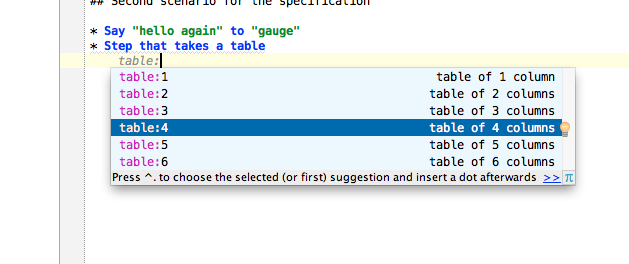 ## Second scenario for the specification
* Say "hello again" to "gauge"
* Step that takes a table
table:
table:1 table of 1 column
table:2 table of 2 columns
table:3 table of 3 columns
table:4 table of 4 columns
table:5 table of 5 columns
table:6 table of 6 columns
Press ^. to choose the selected (or first) suggestion and insert a dot afterwards >> π